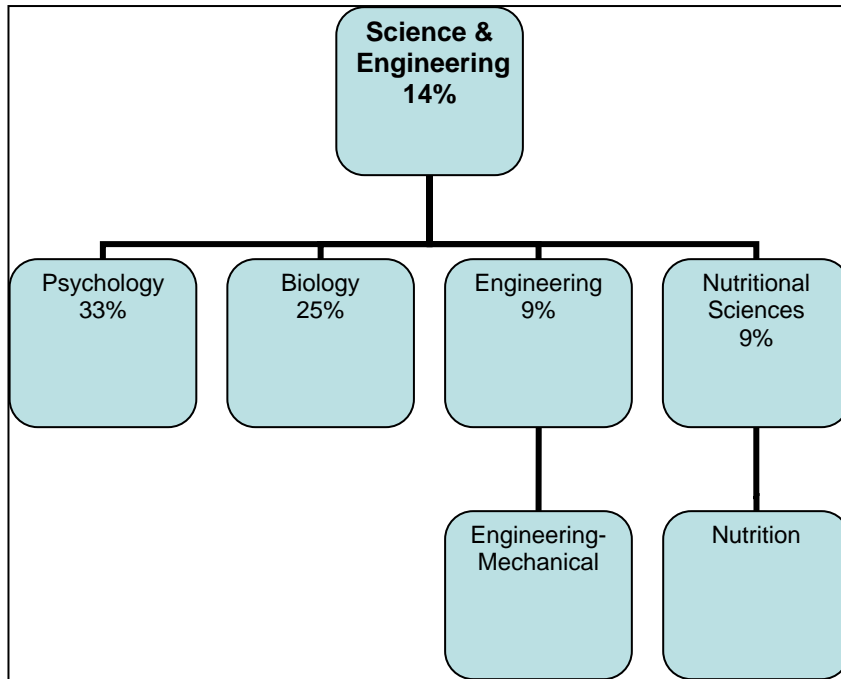 Science &
Engineering
14%
Psychology
33%
Biology
25%
Engineering
9%
Nutritional
Sciences
9%
Engineering-
Mechanical
Nutrition